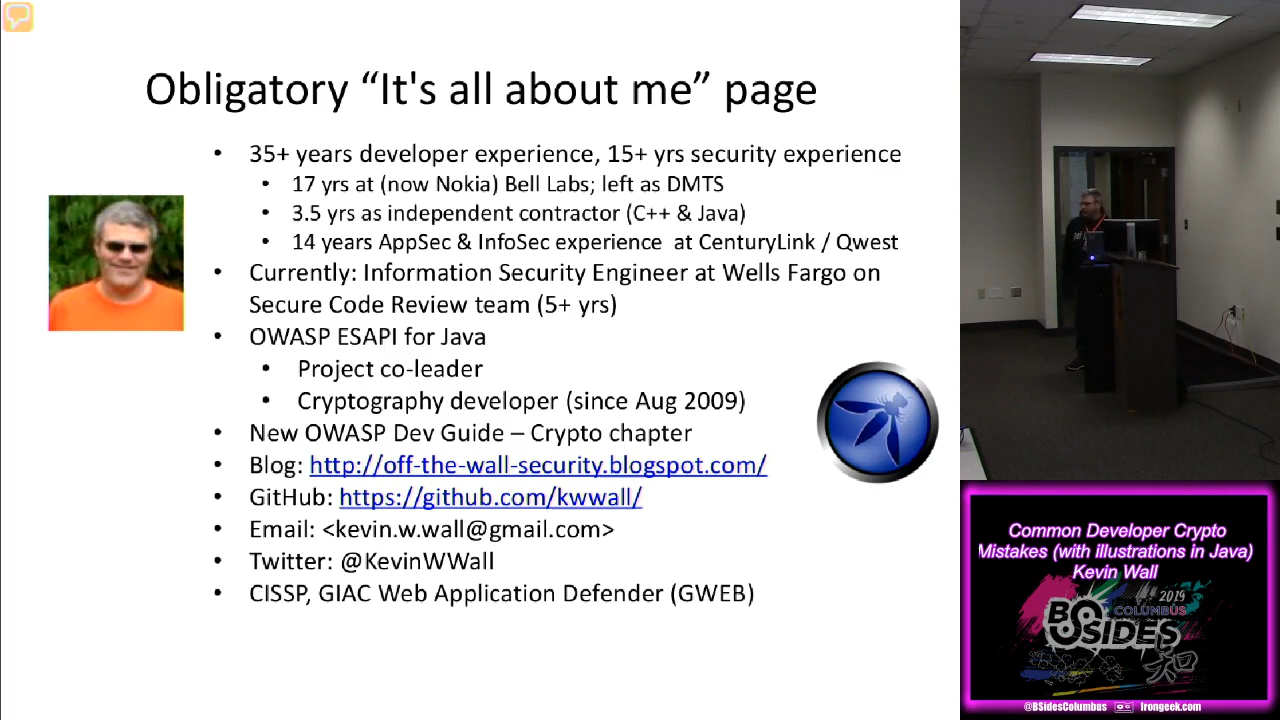 Obligatory “It's all about me” page
• 35+ years developer experience, 15+ yrs security experience
• 17 yrs at (now Nokia) Bell Labs; left as DMTS
• 3.5 yrs as independent contractor (C++ & Java)
• 14 years AppSec & InfoSec experience at CenturyLink / Qwest
• Currently: Information Security Engineer at Wells Fargo on
Secure Code Review team (5+ yrs)
• OWASP ESAPI for Java
• Project co-leader
• Cryptography developer (since Aug 2009)
• New OWASP Dev Guide – Crypto chapter
• Blog: http://off-the-wall-security.blogspot.com/
• GitHub: https://github.com/kwwall/
• Email: <kevin.w.wall@gmail.com>
• Twitter: @KevinWWall
• CISSP, GIAC Web Application Defender (GWEB)
Common Developer Crypto
Mistakes (with illustrations in Java)
Kevin Wall
2019
COLUMBUS
BSIDES
@BSidesColumbus Irongeek.com